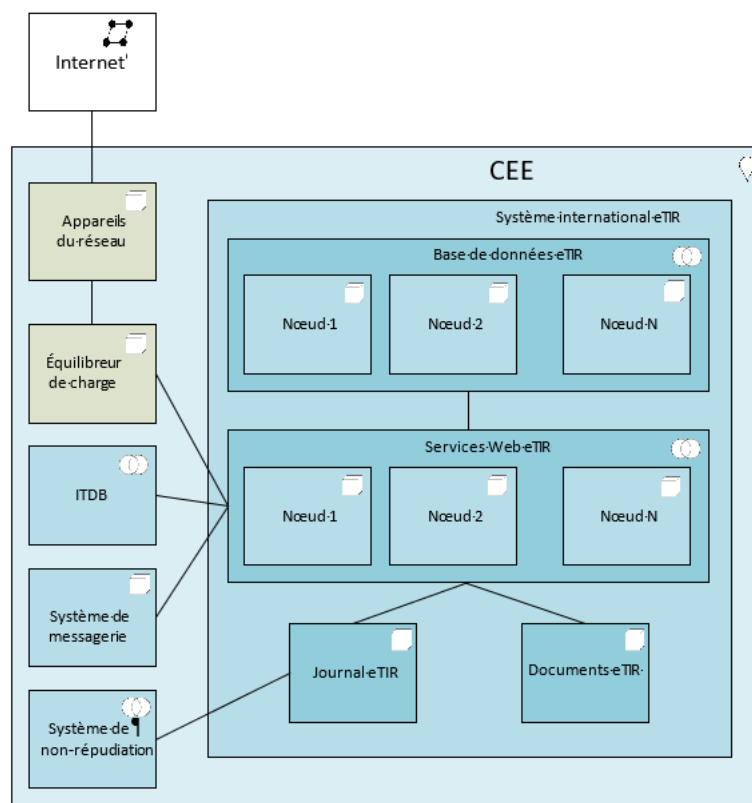 Internet
CEE
Appareils
du réseau
Système international eTIR
Base de données eTIR
Nœud 1
Nœud 2
Nœud N
Équilibreur
de charge
Services Web eTIR
Nœud 1
Nœud 2
Nœud N
ITDB
Système de
messagerie
Journal eTIR
Documents eTIR
Système de ¶
non-répudiation